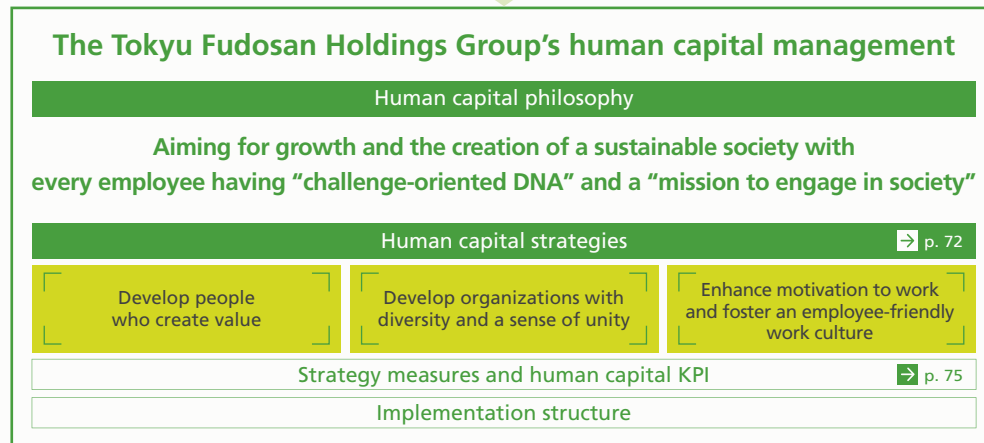 The Tokyu Fudosan Holdings Group’s human capital management
Human capital philosophy
Aiming for growth and the creation of a sustainable society with
every employee having “challenge-oriented DNA” and a “mission to engage in society”
Human capital strategies → p. 72
Develop people
who create value
Develop organizations with
diversity and a sense of unity
Enhance motivation to work
and foster an employee-friendly
work culture
Strategy measures and human capital KPI → p. 75
Implementation structure